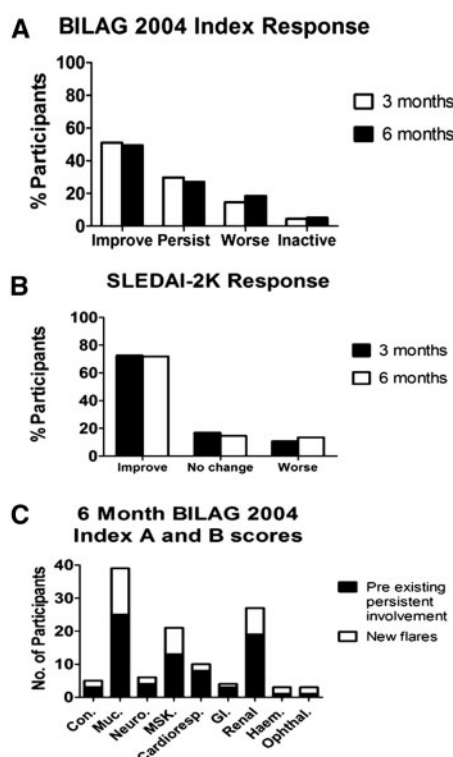 A
BILAG 2004 Index Response
% Participants
100
80
60
40
20
0
Improve Persist Worse Inactive
3 months
6 months
B
SLEDAI-2K Response
% Participants
100
80
60
40
20
0
Improve No change Worse
3 months
6 months
C
6 Month BILAG 2004
Index A and B scores
No. of Participants
40
30
20
10
0
Con. Muc. Neuro. MSK. Cardioresp. GI. Renal Haem. Ophthal.
Pre existing
persistent
involvement
New flares